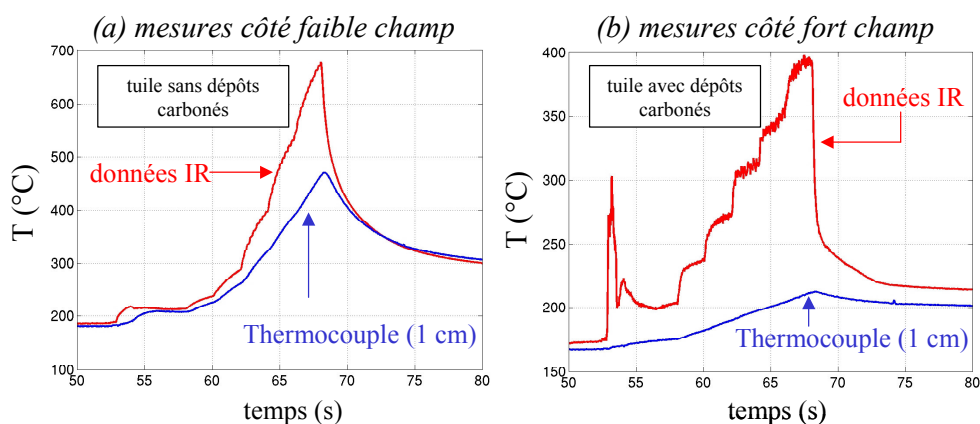 (a) mesures côté faible champ
700
600
500
400
300
200
100
50
55
60
65
70
75
80
T (°C)
temps (s)
tuile sans dépôts
carbonés
données IR
Thermocouple (1 cm)
(b) mesures côté fort champ
400
350
300
250
200
150
50
55
60
65
70
75
80
T (°C)
temps (s)
tuile avec dépôts
carbonés
données IR
Thermocouple (1 cm)